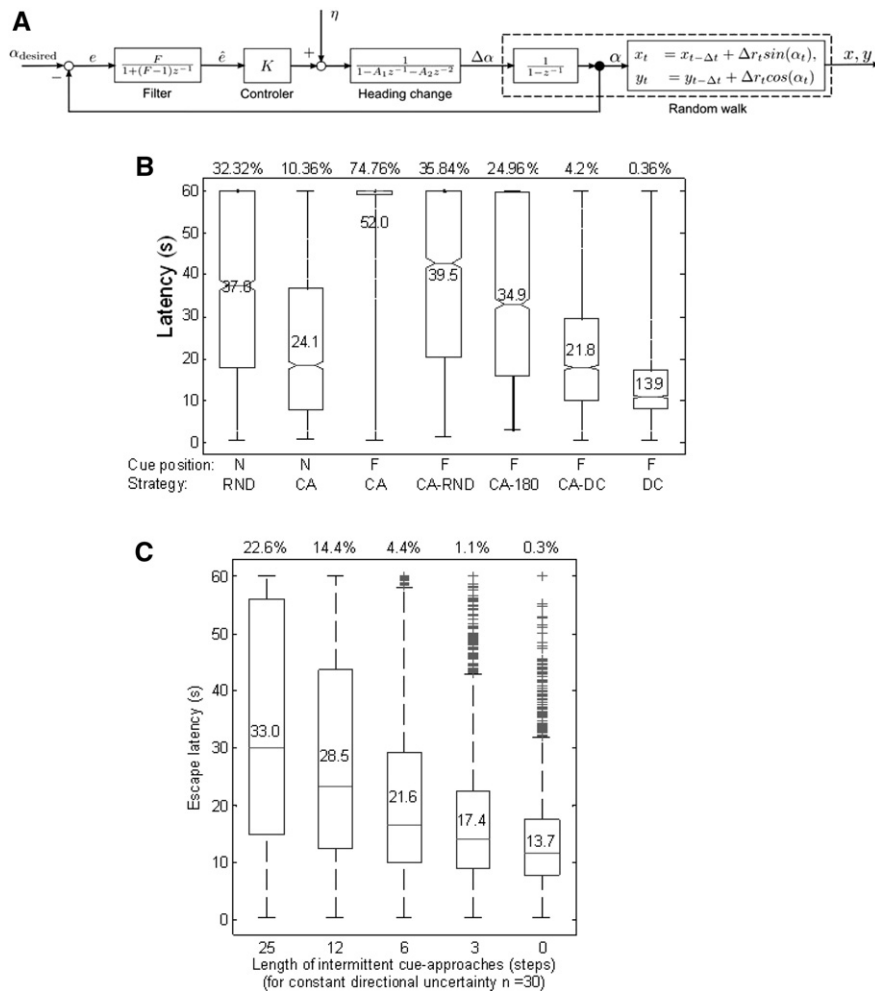 A
η
α_desired
−
e
F
1+(F−1)z⁻¹
ê
K
+
1
1−A₁z⁻¹−A₂z⁻²
Δα
1
1−z⁻¹
α
x_t = x_{t−Δt} + Δr_t sin(α_t),
y_t = y_{t−Δt} + Δr_t cos(α_t)
x, y
Filter
Controler
Heading change
Random walk
B
32.32% 10.36% 74.76% 35.84% 24.96% 4.2% 0.36%
Latency (s)
60
50
40
30
20
10
0
24.1
52.0
39.5
34.9
21.8
13.9
Cue position: N N F F F F F
Strategy: RND CA CA CA-RND CA-180 CA-DC DC
C
22.6% 14.4% 4.4% 1.1% 0.3%
Escape latency (s)
60
50
40
30
20
10
0
33.0
28.5
21.6
17.4
13.7
25 12 6 3 0
Length of intermittent cue-approaches (steps)
(for constant directional uncertainty n =30)